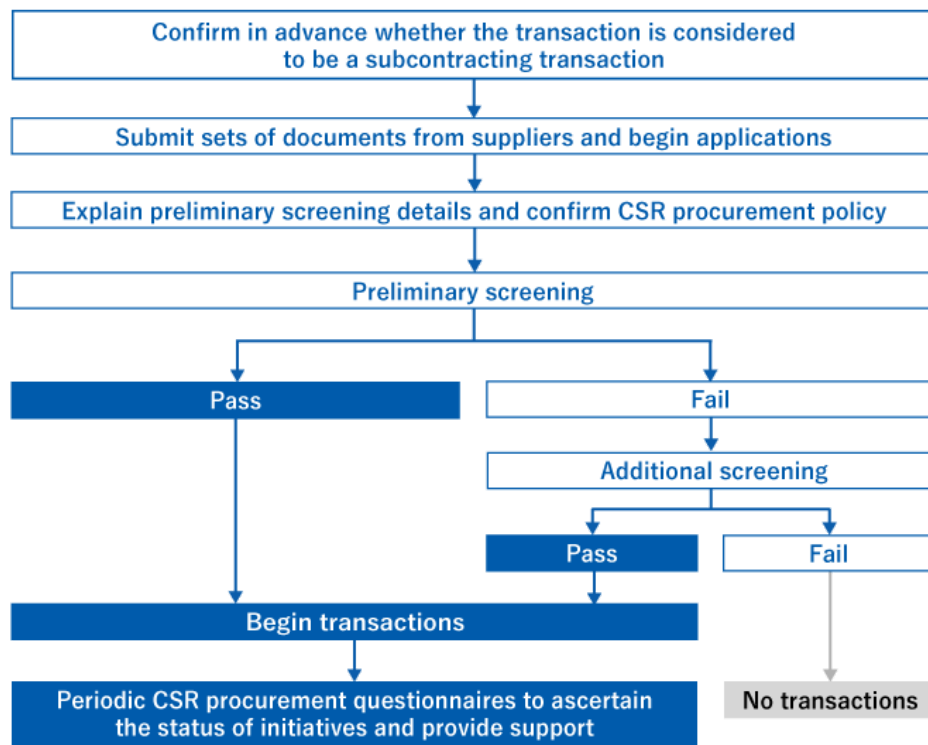 Confirm in advance whether the transaction is considered
to be a subcontracting transaction
Submit sets of documents from suppliers and begin applications
Explain preliminary screening details and confirm CSR procurement policy
Preliminary screening
Pass
Fail
Additional screening
Pass
Fail
Begin transactions
Periodic CSR procurement questionnaires to ascertain
the status of initiatives and provide support
No transactions